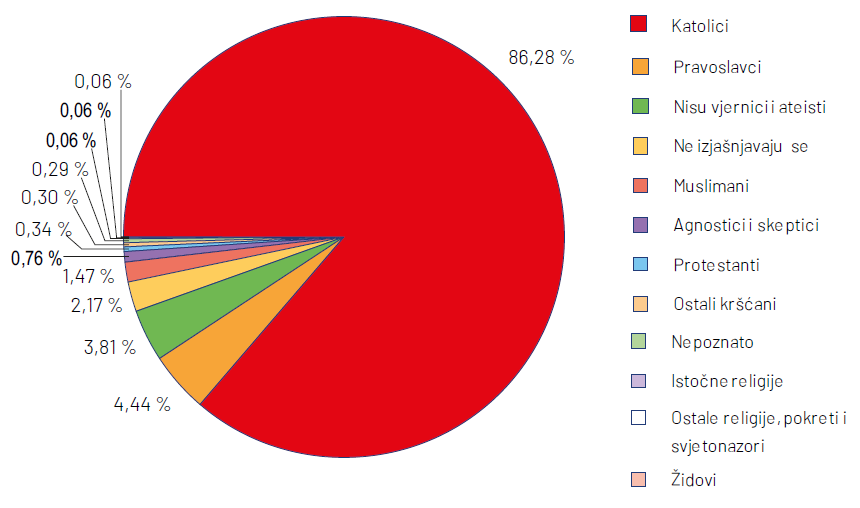 86,28 %
0,06 %
0,06 %
0,06 %
0,29 %
0,30 %
0,34 %
0,76 %
1,47 %
2,17 %
3,81 %
4,44 %
Katolici
Pravoslavci
Nisu vjernici i ateisti
Ne izjašnjavaju se
Muslimani
Agnostici i skeptici
Protestanti
Ostali kršćani
Nepoznato
Istočne religije
Ostale religije, pokreti i
svjetonazori
Židovi